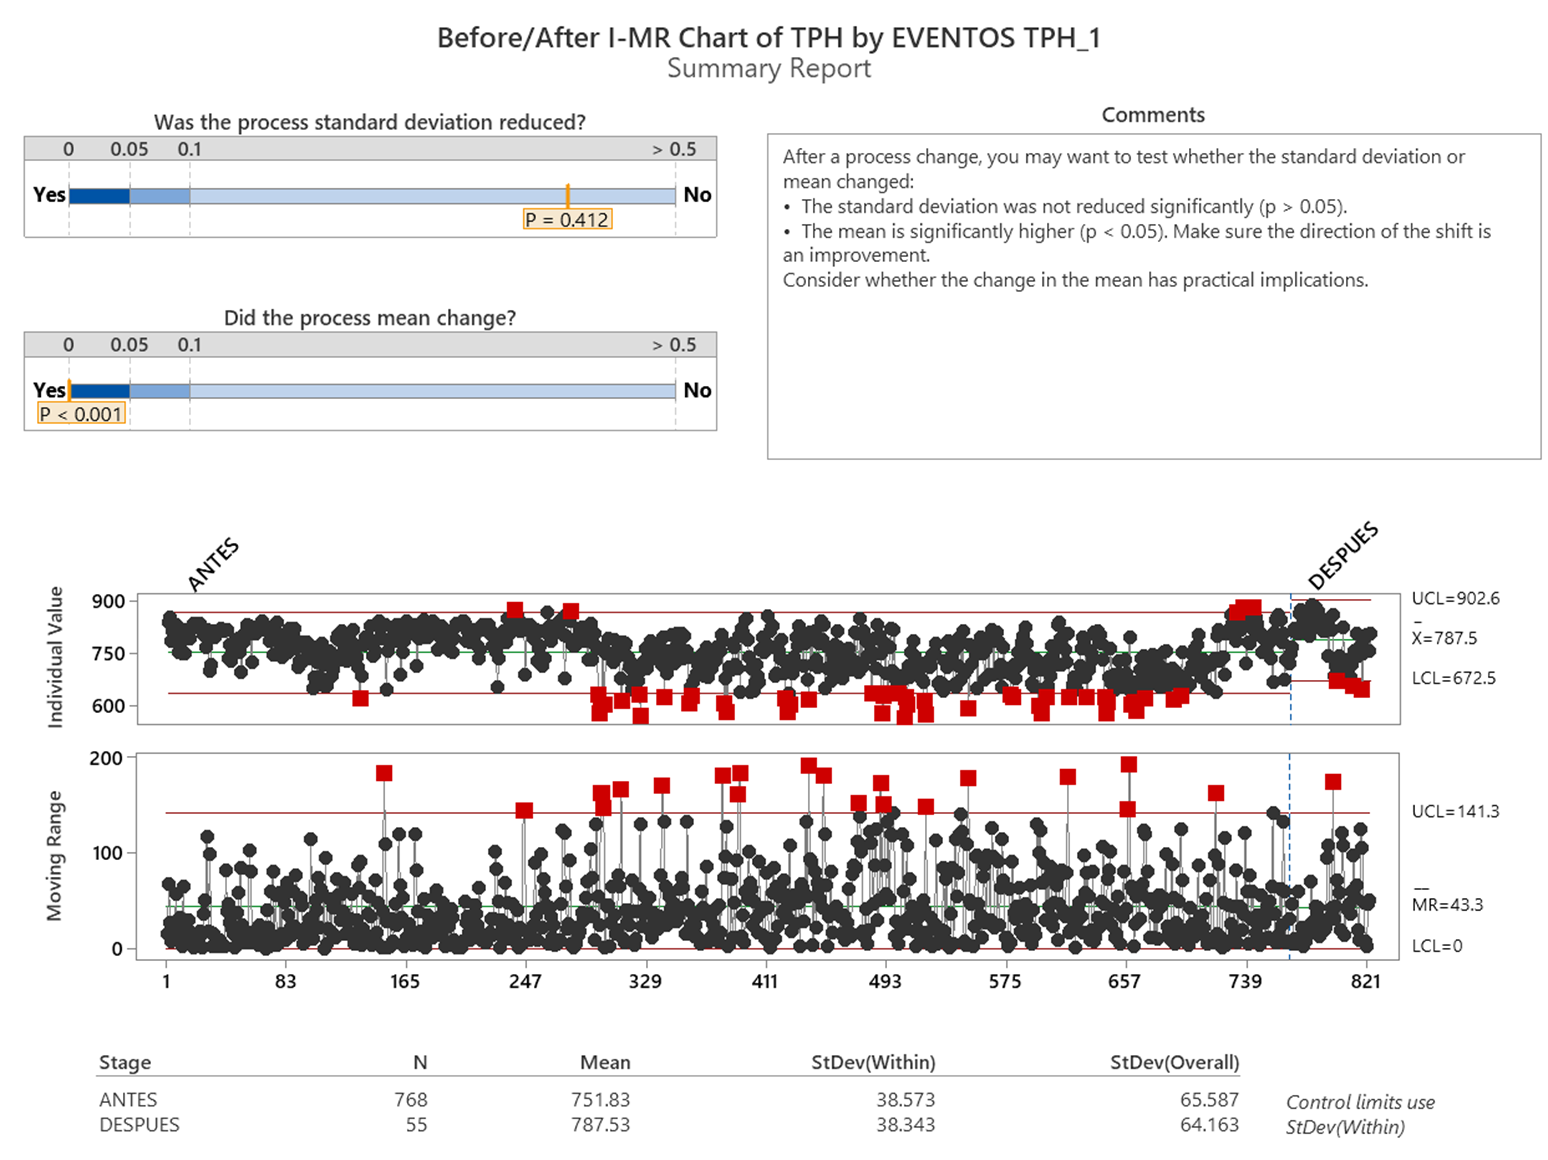 Before/After I-MR Chart of TPH by EVENTOS TPH_1
Summary Report
Was the process standard deviation reduced?
0 0.05 0.1 > 0.5
Yes No
P = 0.412
Did the process mean change?
0 0.05 0.1 > 0.5
Yes No
P < 0.001
Comments
After a process change, you may want to test whether the standard deviation or
mean changed:
• The standard deviation was not reduced significantly (p > 0.05).
• The mean is significantly higher (p < 0.05). Make sure the direction of the shift is
an improvement.
Consider whether the change in the mean has practical implications.
ANTES DESPUES
Individual Value
900
750
600
UCL=902.6
X̄=787.5
LCL=672.5
Moving Range
200
100
0
UCL=141.3
M̅R̅=43.3
LCL=0
1 83 165 247 329 411 493 575 657 739 821
Stage N Mean StDev(Within) StDev(Overall)
ANTES 768 751.83 38.573 65.587
DESPUES 55 787.53 38.343 64.163
Control limits use
StDev(Within)